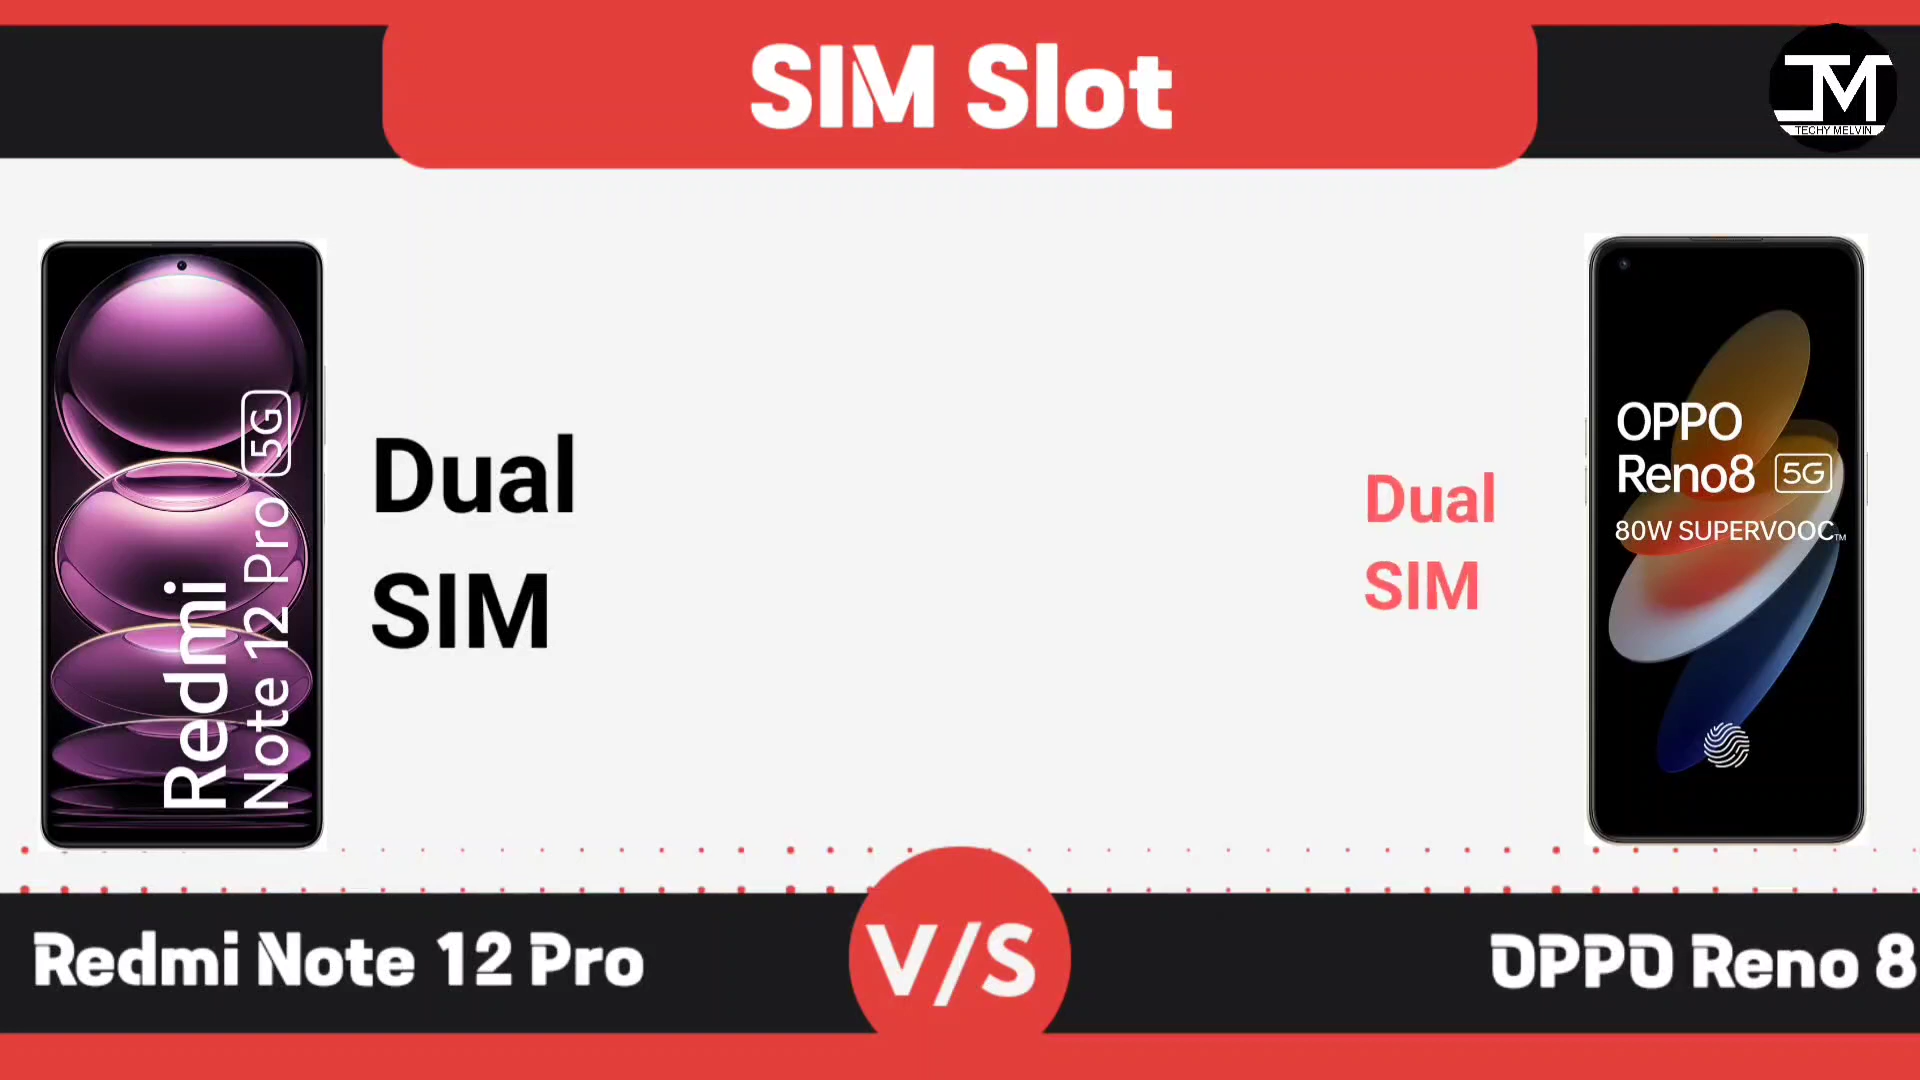 SIM Slot
TECHY MELVIN
Redmi
Note 12 Pro 5G
Dual
SIM
Dual
SIM
OPPO
Reno8 5G
80W SUPERVOOC™
Redmi Note 12 Pro
V/S
OPPO Reno 8